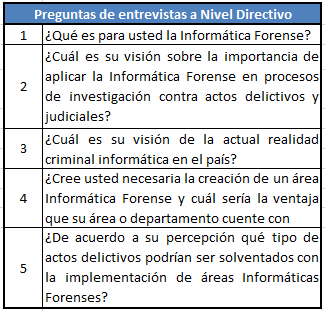 Preguntas de entrevistas a Nivel Directivo
1 ¿Qué es para usted la Informática Forense?
¿Cuál es su visión sobre la importancia de
aplicar la Informática Forense en procesos
2 de investigación contra actos delictivos y
judiciales?
3 ¿Cuál es su visión de la actual realidad
criminal informática en el país?
¿Cree usted necesaria la creación de un área
4 Informática Forense y cuál sería la ventaja
que su área o departamento cuente con
¿De acuerdo a su percepción qué tipo de
5 actos delictivos podrían ser solventados con
la implementación de áreas Informáticas
Forenses?